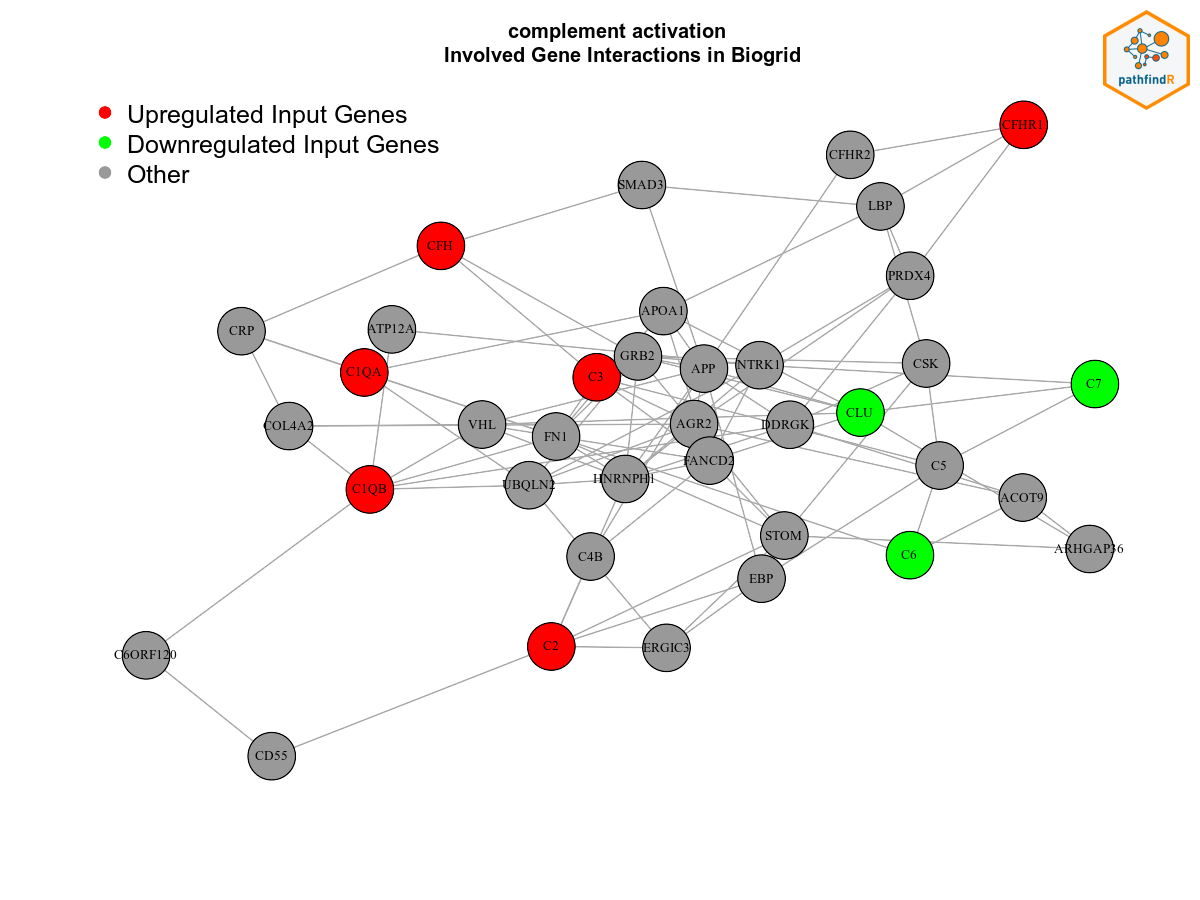 complement activation
Involved Gene Interactions in Biogrid
pathfindR
Upregulated Input Genes
Downregulated Input Genes
Other
CFHR1
CFHR2
SMAD3
LBP
CFH
PRDX4
APOA1
CRP
ATP12A
GRB2
C1QA
C3
APP
NTRK1
CSK
C7
CLU
COL4A2
VHL
FN1
AGR2
DDRGK
FANCD2
C5
C1QB
UBQLN2
HNRNPH1
ACOT9
STOM
C4B
C6
ARHGAP36
EBP
C2
ERGIC3
C6ORF120
CD55